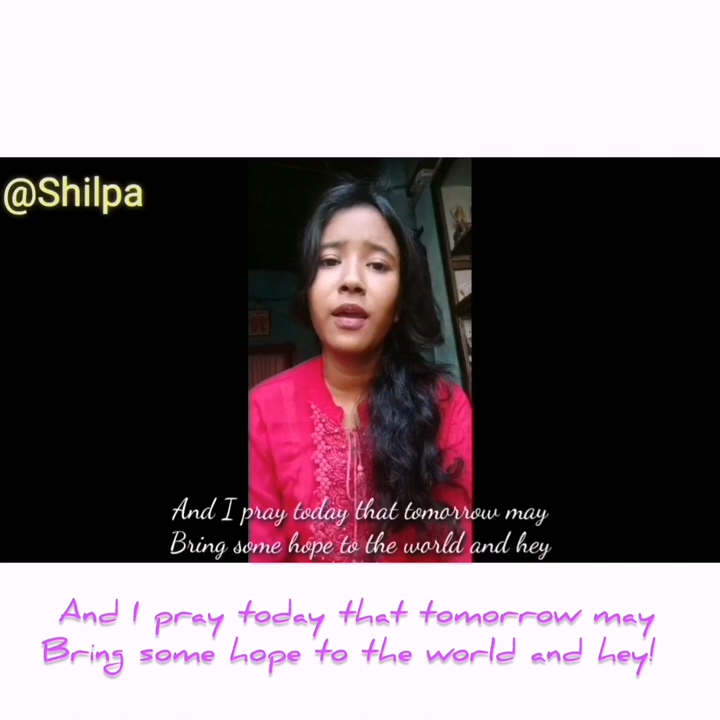 @Shilpa
And I pray today that tomorrow may
Bring some hope to the world and hey
And I pray today that tomorrow may
Bring some hope to the world and hey!